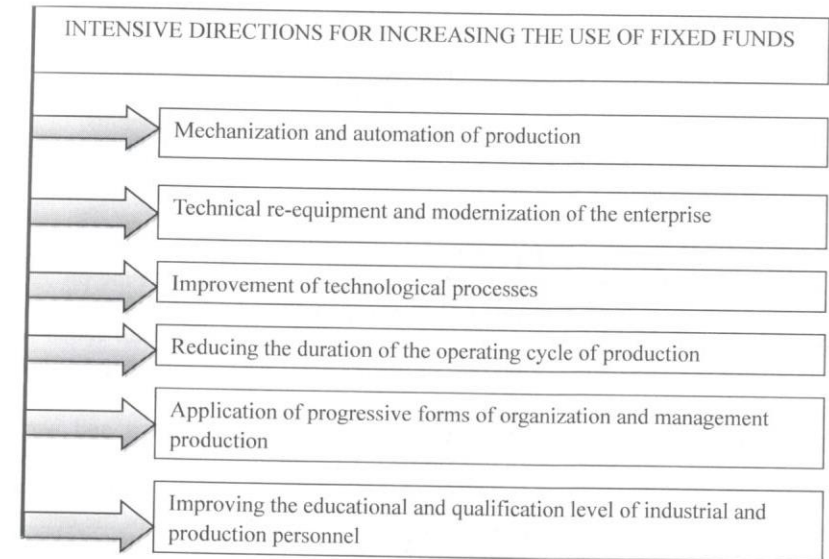 INTENSIVE DIRECTIONS FOR INCREASING THE USE OF FIXED FUNDS
Mechanization and automation of production
Technical re-equipment and modernization of the enterprise
Improvement of technological processes
Reducing the duration of the operating cycle of production
Application of progressive forms of organization and management
production
Improving the educational and qualification level of industrial and
production personnel